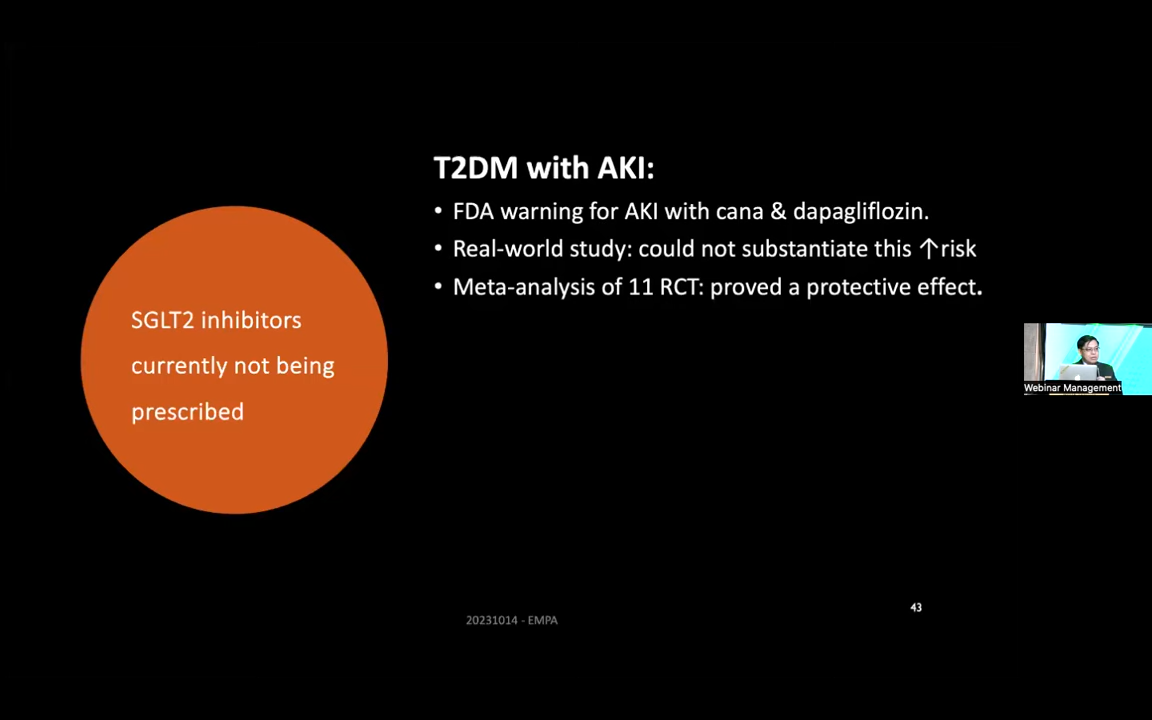 T2DM with AKI:
• FDA warning for AKI with cana & dapagliflozin.
• Real-world study: could not substantiate this ↑risk
• Meta-analysis of 11 RCT: proved a protective effect.
SGLT2 inhibitors
currently not being
prescribed
Webinar Management
43
20231014 - EMPA